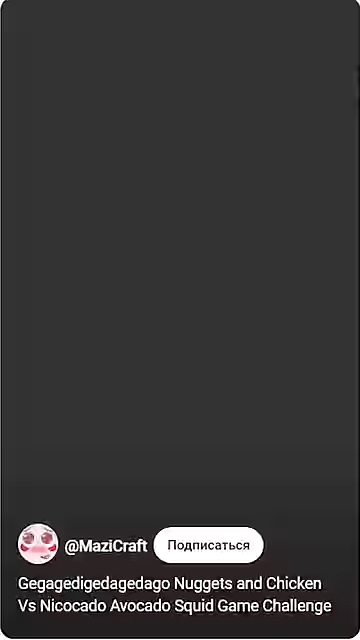 @MaziCraft Подписаться
Gegagedigedagedago Nuggets and Chicken
Vs Nicocado Avocado Squid Game Challenge